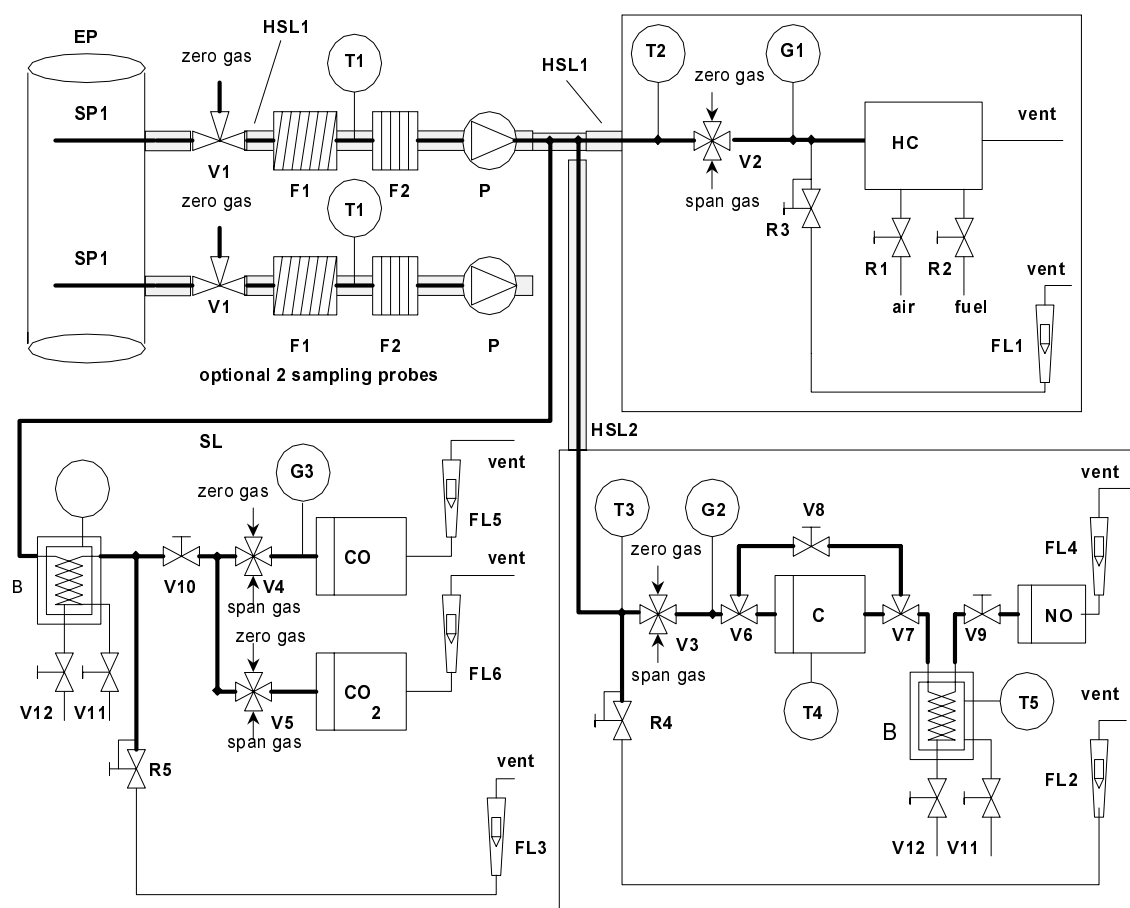 EP
HSL1
zero gas
T1
SP1
V1
F1
F2
P
zero gas
T1
SP1
V1
F1
F2
P
optional 2 sampling probes
HSL1
T2
G1
zero gas
V2
span gas
HC
vent
R3
R1
R2
air
fuel
vent
FL1
SL
HSL2
G3
zero gas
vent
FL5
CO
B
V10
V4
span gas
vent
zero gas
FL6
CO
2
V5
span gas
V12
V11
R5
vent
FL3
T3
G2
V8
vent
zero gas
FL4
C
NO
V3
V6
V7
V9
span gas
R4
T4
T5
B
vent
FL2
V12
V11